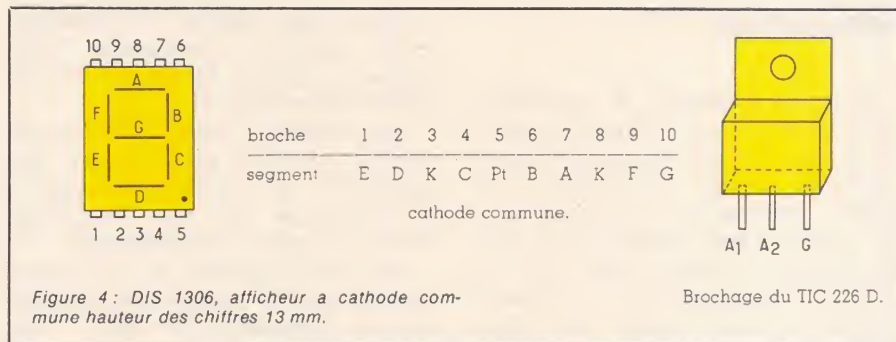 10 9 8 7 6
A
F
B
G
E
C
D
1 2 3 4 5
broche 1 2 3 4 5 6 7 8 9 10
segment E D K C Pt B A K F G
cathode commune.
Figure 4 : DIS 1306, afficheur a cathode com-
mune hauteur des chiffres 13 mm.
A1 A2 G
Brochage du TIC 226 D.